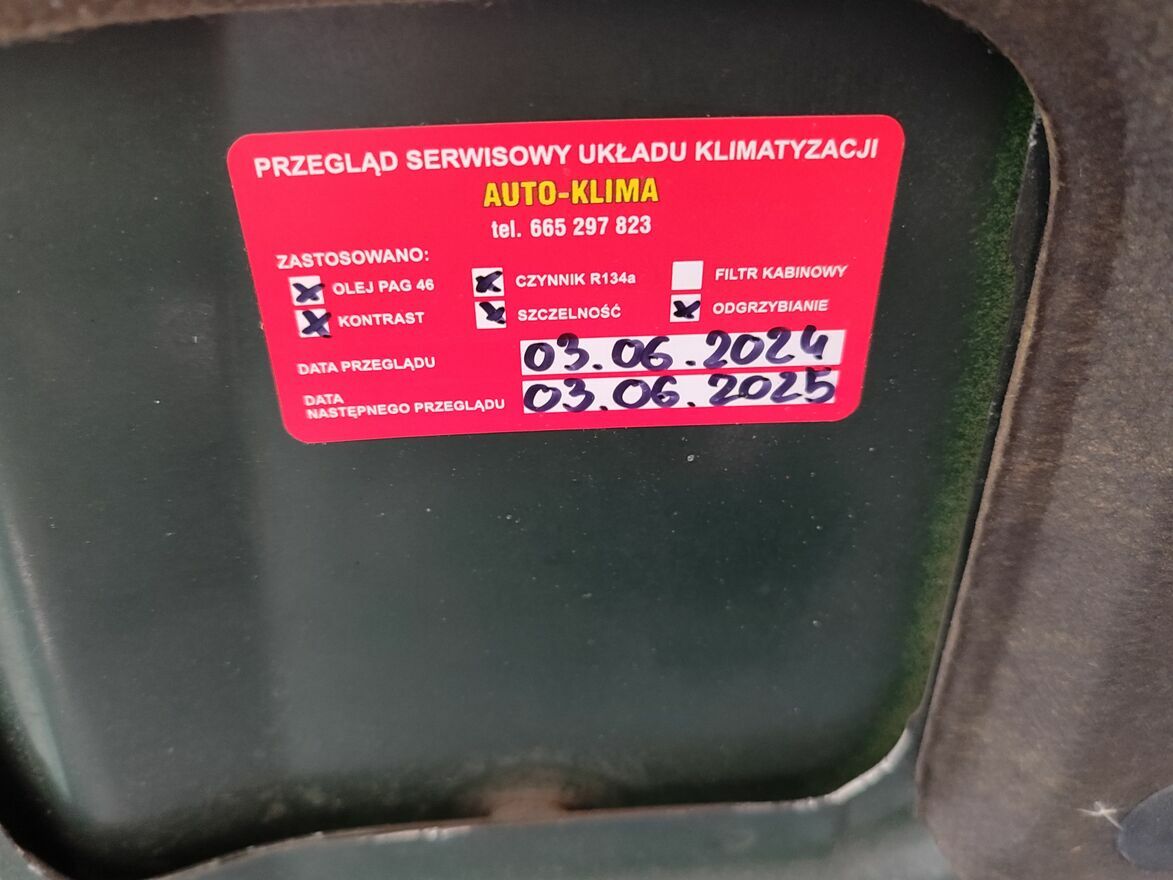 PRZEGLĄD SERWISOWY UKŁADU KLIMATYZACJI
AUTO-KLIMA
tel. 665 297 823
ZASTOSOWANO:
OLEJ PAG 46 CZYNNIK R134a FILTR KABINOWY
KONTRAST SZCZELNOŚĆ ODGRZYBIANIE
DATA PRZEGLĄDU 03.06.2024
DATA
NASTĘPNEGO PRZEGLĄDU 03.06.2025